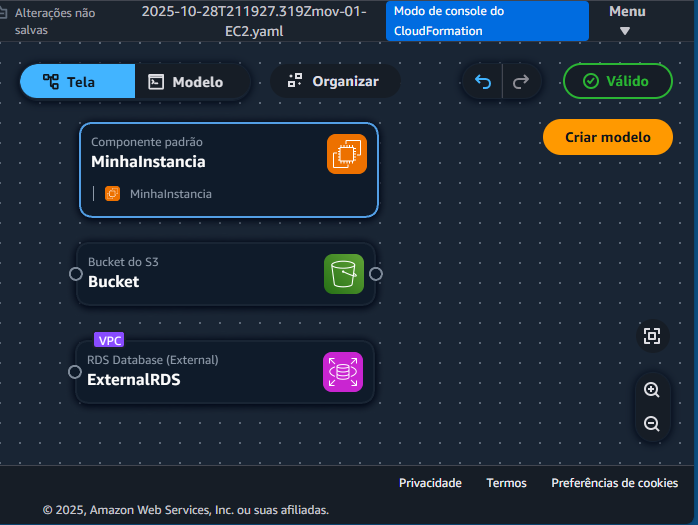 Alterações não
salvas
2025-10-28T211927.319Zmov-01-
EC2.yaml
Modo de console do
CloudFormation
Menu
Tela
Modelo
Organizar
Válido
Criar modelo
Componente padrão
MinhaInstancia
MinhaInstancia
Bucket do S3
Bucket
VPC
RDS Database (External)
ExternalRDS
Privacidade
Termos
Preferências de cookies
© 2025, Amazon Web Services, Inc. ou suas afiliadas.